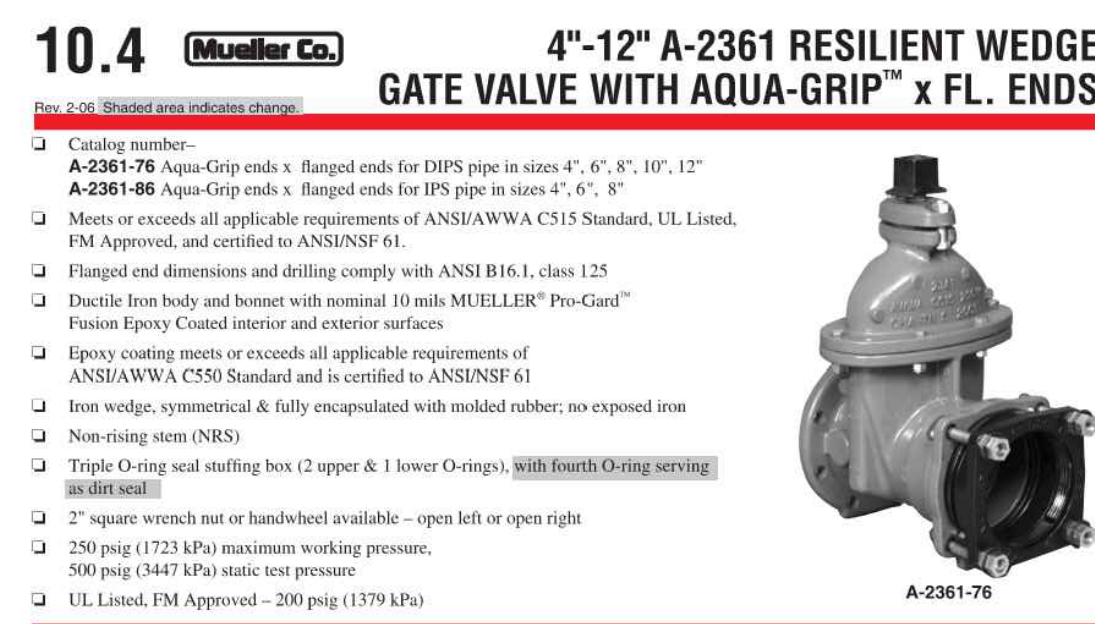 10.4 Mueller Co. 4"-12" A-2361 RESILIENT WEDGE
GATE VALVE WITH AQUA-GRIP™ x FL. ENDS
Rev. 2-06 Shaded area indicates change.
❏ Catalog number–
A-2361-76 Aqua-Grip ends x flanged ends for DIPS pipe in sizes 4", 6", 8", 10", 12"
A-2361-86 Aqua-Grip ends x flanged ends for IPS pipe in sizes 4", 6", 8"
❏ Meets or exceeds all applicable requirements of ANSI/AWWA C515 Standard, UL Listed,
FM Approved, and certified to ANSI/NSF 61.
❏ Flanged end dimensions and drilling comply with ANSI B16.1, class 125
❏ Ductile Iron body and bonnet with nominal 10 mils MUELLER® Pro-Gard™
Fusion Epoxy Coated interior and exterior surfaces
❏ Epoxy coating meets or exceeds all applicable requirements of
ANSI/AWWA C550 Standard and is certified to ANSI/NSF 61
❏ Iron wedge, symmetrical & fully encapsulated with molded rubber; no exposed iron
❏ Non-rising stem (NRS)
❏ Triple O-ring seal stuffing box (2 upper & 1 lower O-rings), with fourth O-ring serving
as dirt seal
❏ 2" square wrench nut or handwheel available – open left or open right
❏ 250 psig (1723 kPa) maximum working pressure,
500 psig (3447 kPa) static test pressure
❏ UL Listed, FM Approved – 200 psig (1379 kPa)
A-2361-76